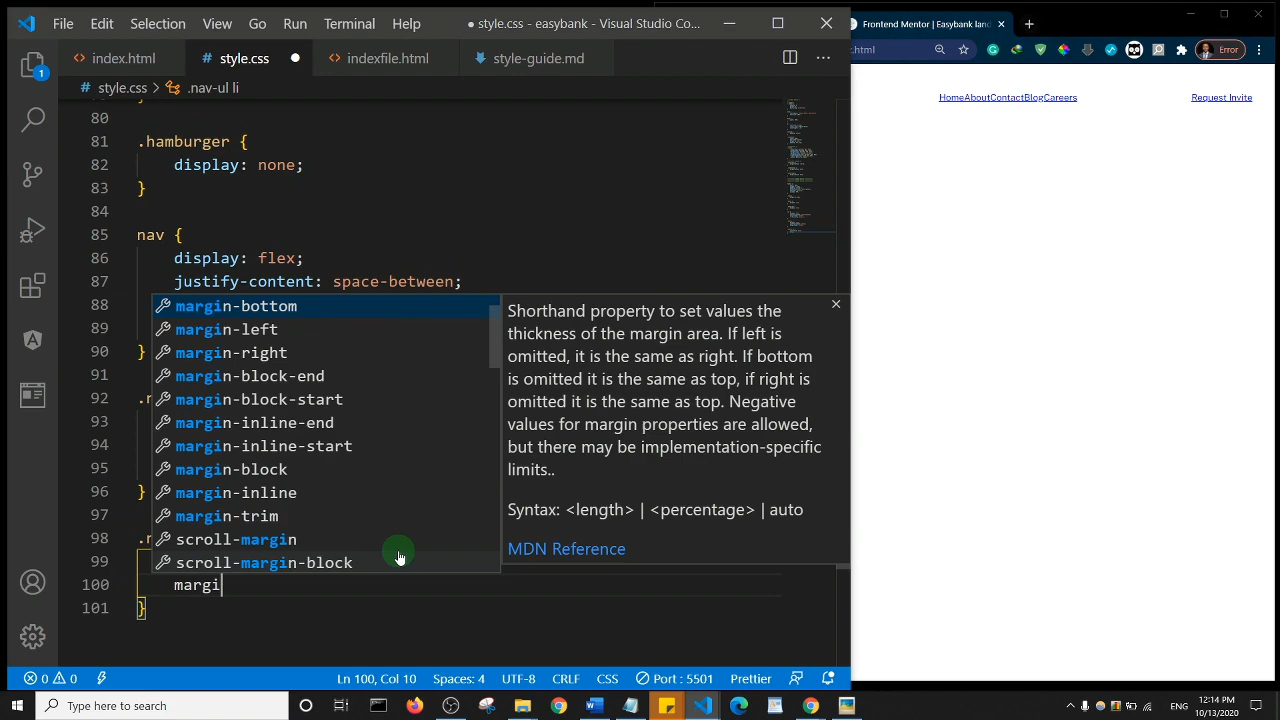 File Edit Selection View Go Run Terminal Help
● style.css - easybank - Visual Studio Co...
Frontend Mentor | Easybank lan
index.html
# style.css
indexfile.html
style-guide.md
.html
Error
# style.css > .nav-ul li
80
81 .hamburger {
82 display: none;
83 }
84
85 nav {
86 display: flex;
87 justify-content: space-between;
88
89
90 }
91
92 .n
93
94
95
96 }
97
98 .n
99
100 margi
101 }
margin-bottom
margin-left
margin-right
margin-block-end
margin-block-start
margin-inline-end
margin-inline-start
margin-block
margin-inline
margin-trim
scroll-margin
scroll-margin-block
Shorthand property to set values the
thickness of the margin area. If left is
omitted, it is the same as right. If bottom
is omitted it is the same as top, if right is
omitted it is the same as top. Negative
values for margin properties are allowed,
but there may be implementation-specific
limits..
Syntax: <length> | <percentage> | auto
MDN Reference
HomeAboutContactBlogCareers
Request Invite
1
0 0
Ln 100, Col 10 Spaces: 4 UTF-8 CRLF CSS Port : 5501 Prettier
Type here to search
12:14 PM
10/13/2020